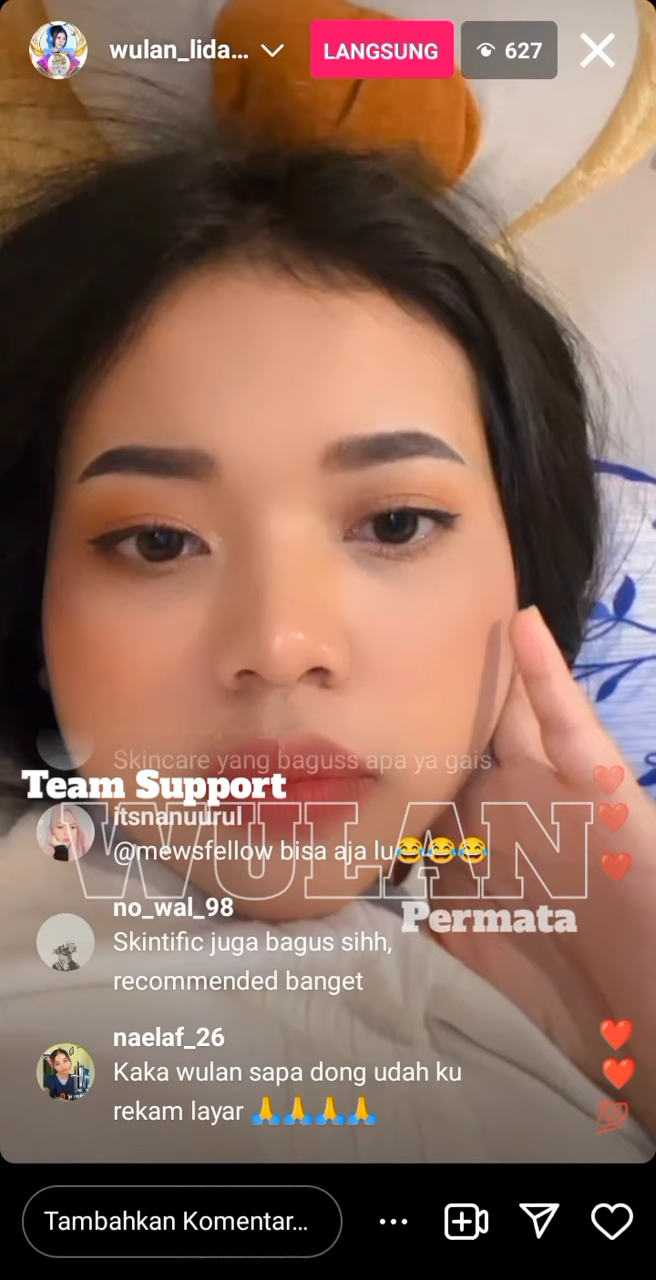 wulan_lida...
LANGSUNG
627
Skincare yang baguss apa ya gais
Team Support
itsnanuurul
@mewsfellow bisa aja lu😂😂😂
WULAN
no_wal_98
Permata
Skintific juga bagus sihh,
recommended banget
naelaf_26
Kaka wulan sapa dong udah ku
rekam layar 🙏🙏🙏🙏
💯
Tambahkan Komentar...